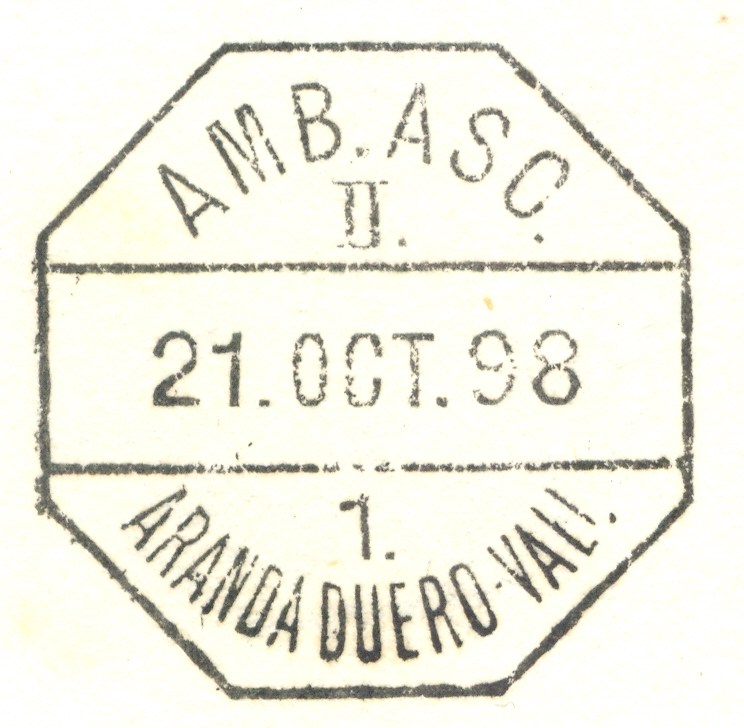 AMB. ASC.
II.
21. OCT. 98
1.
ARANDA DUERO-VALL.